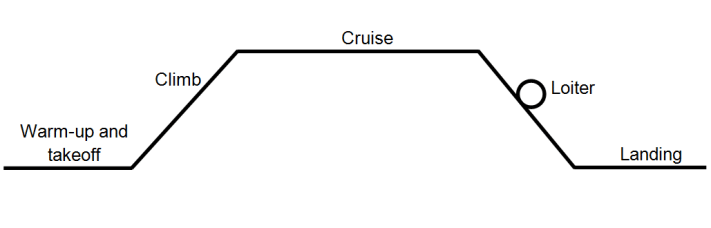 Cruise
Climb
Loiter
Warm-up and
takeoff
Landing